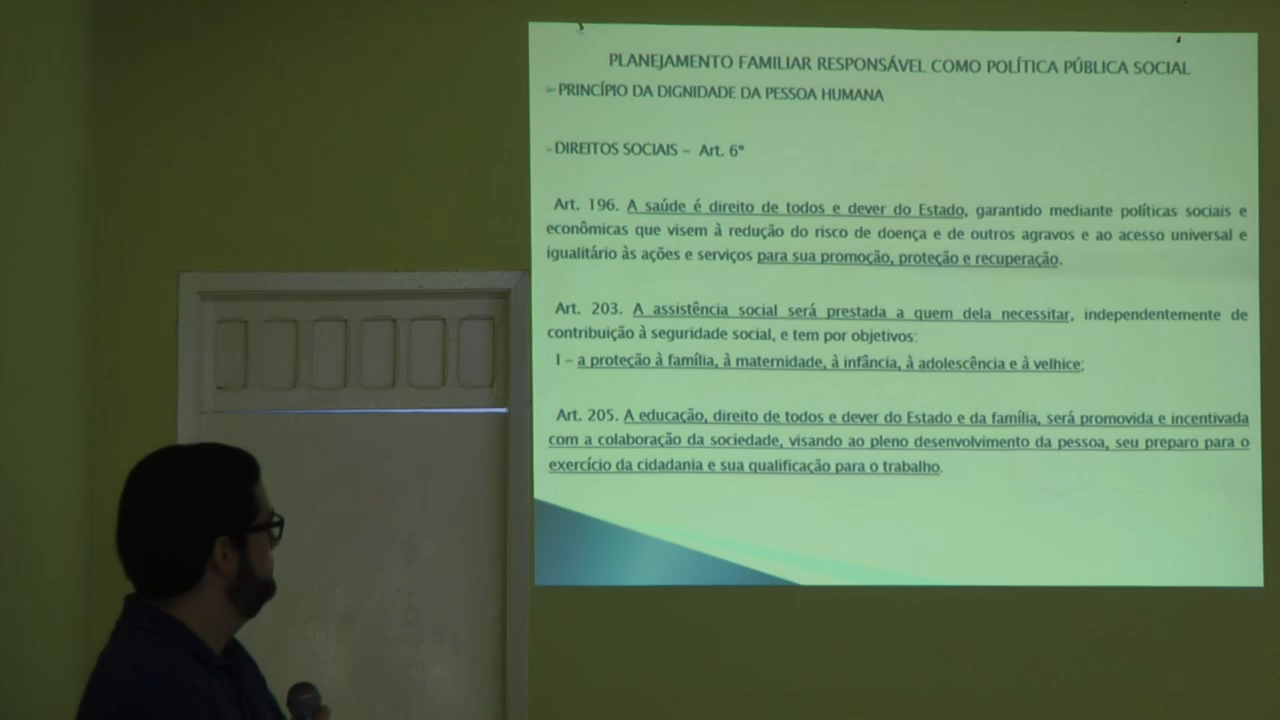 PLANEJAMENTO FAMILIAR RESPONSÁVEL COMO POLÍTICA PÚBLICA SOCIAL
➢PRINCÍPIO DA DIGNIDADE DA PESSOA HUMANA
➢DIREITOS SOCIAIS – Art. 6º
Art. 196. A saúde é direito de todos e dever do Estado, garantido mediante políticas sociais e
econômicas que visem à redução do risco de doença e de outros agravos e ao acesso universal e
igualitário às ações e serviços para sua promoção, proteção e recuperação.
Art. 203. A assistência social será prestada a quem dela necessitar, independentemente de
contribuição à seguridade social, e tem por objetivos:
I – a proteção à família, à maternidade, à infância, à adolescência e à velhice;
Art. 205. A educação, direito de todos e dever do Estado e da família, será promovida e incentivada
com a colaboração da sociedade, visando ao pleno desenvolvimento da pessoa, seu preparo para o
exercício da cidadania e sua qualificação para o trabalho.